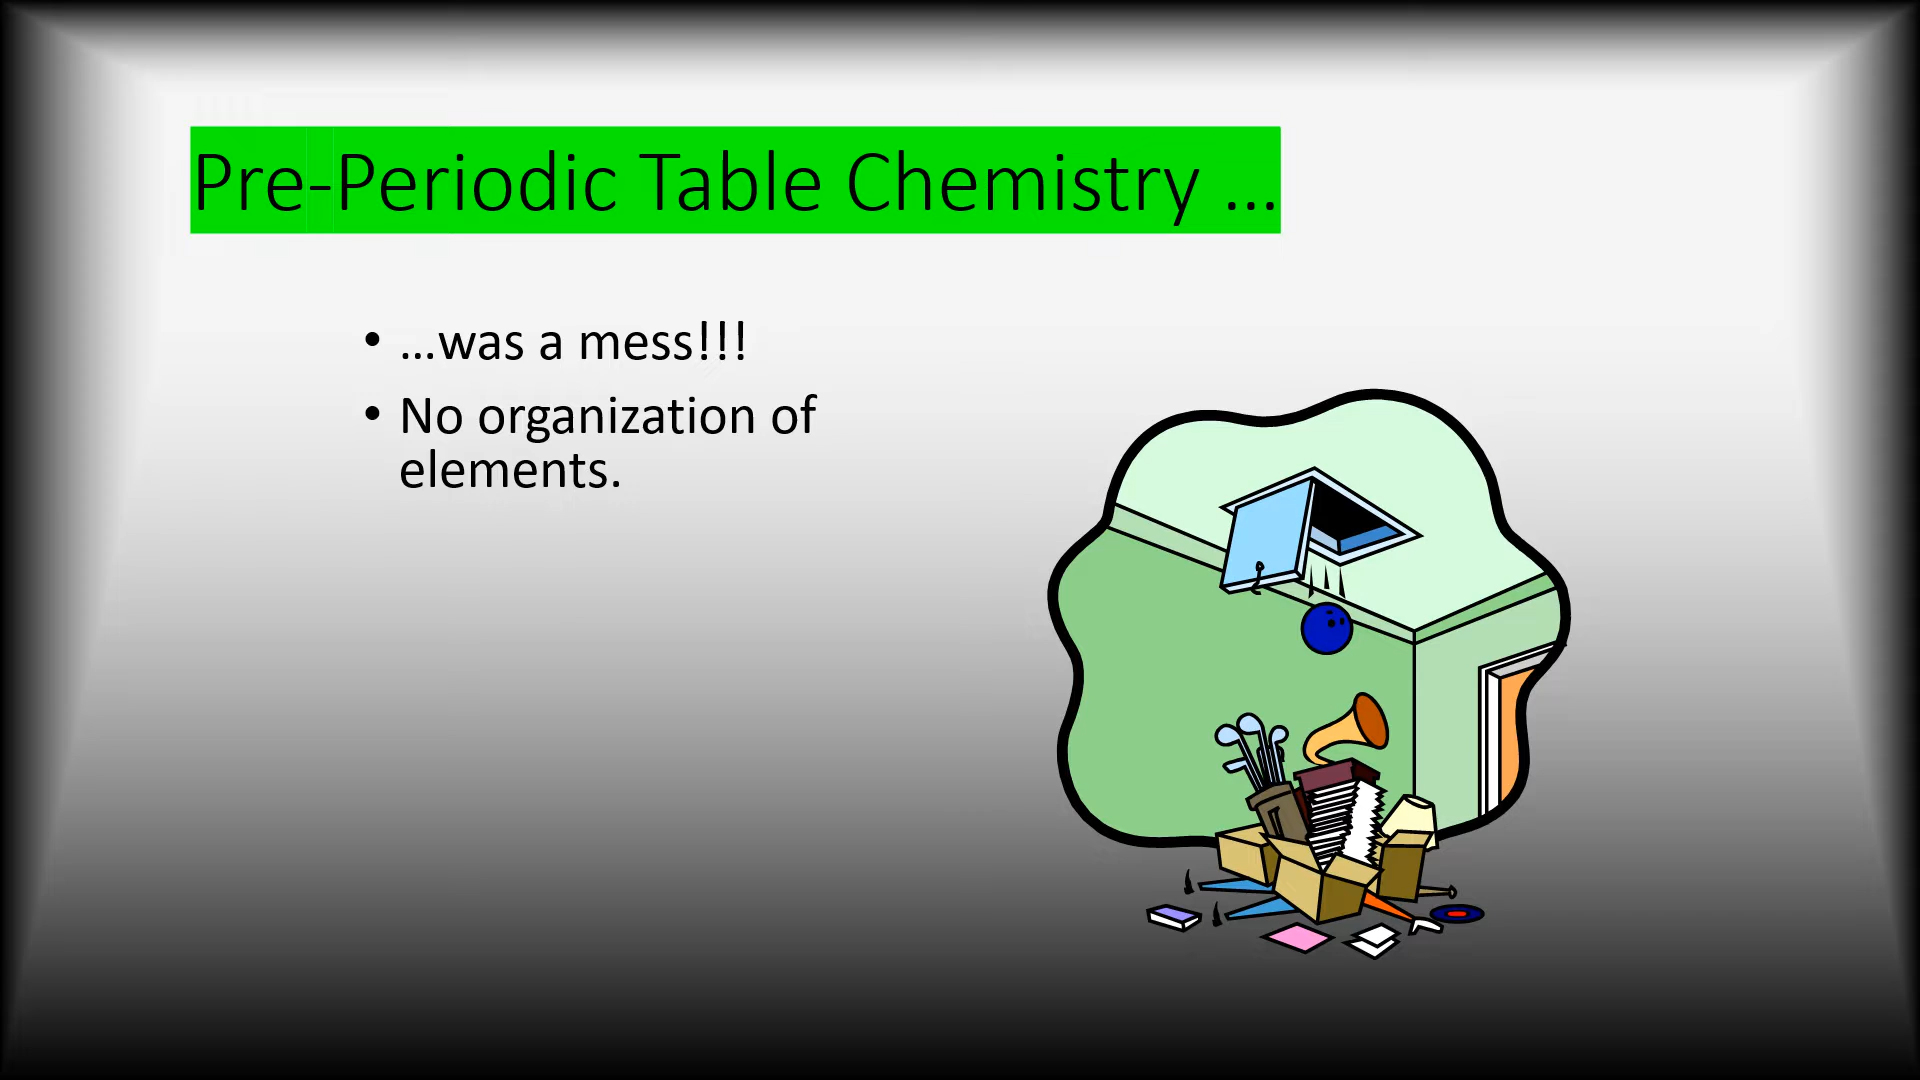 Pre-Periodic Table Chemistry …
• …was a mess!!!
• No organization of
elements.